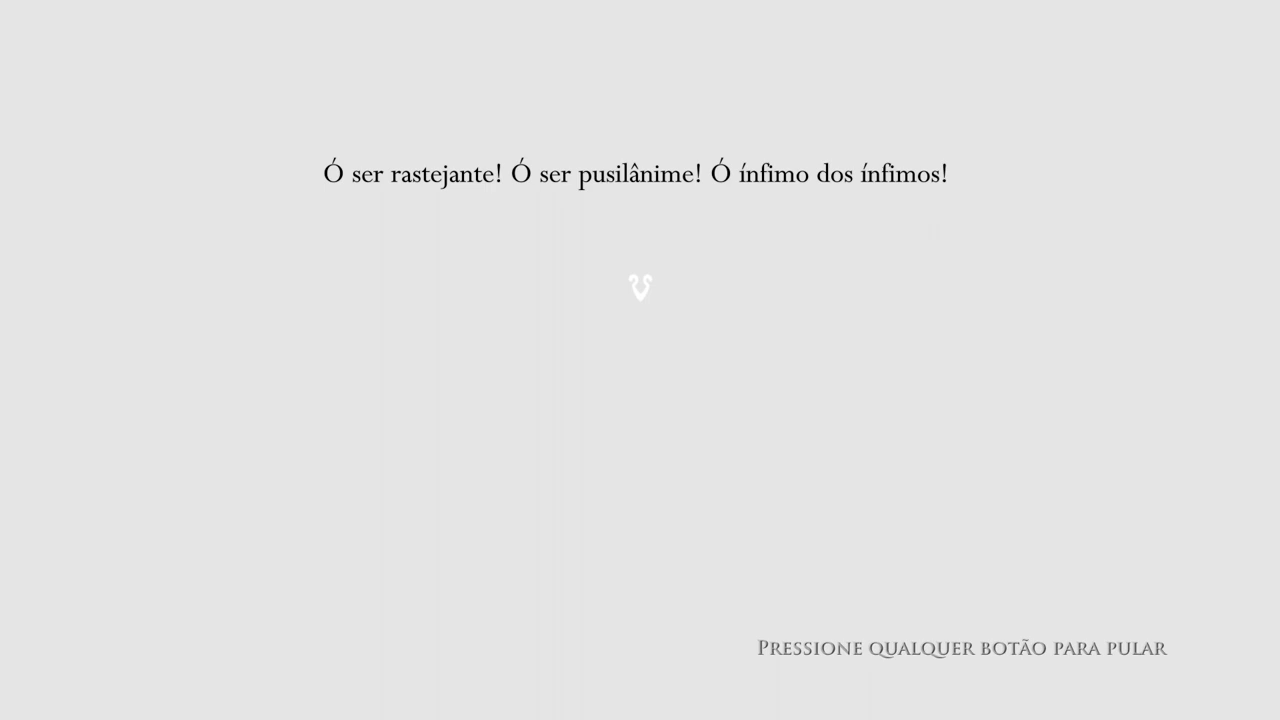 Ó ser rastejante! Ó ser pusilânime! Ó ínfimo dos ínfimos!
Pressione qualquer botão para pular